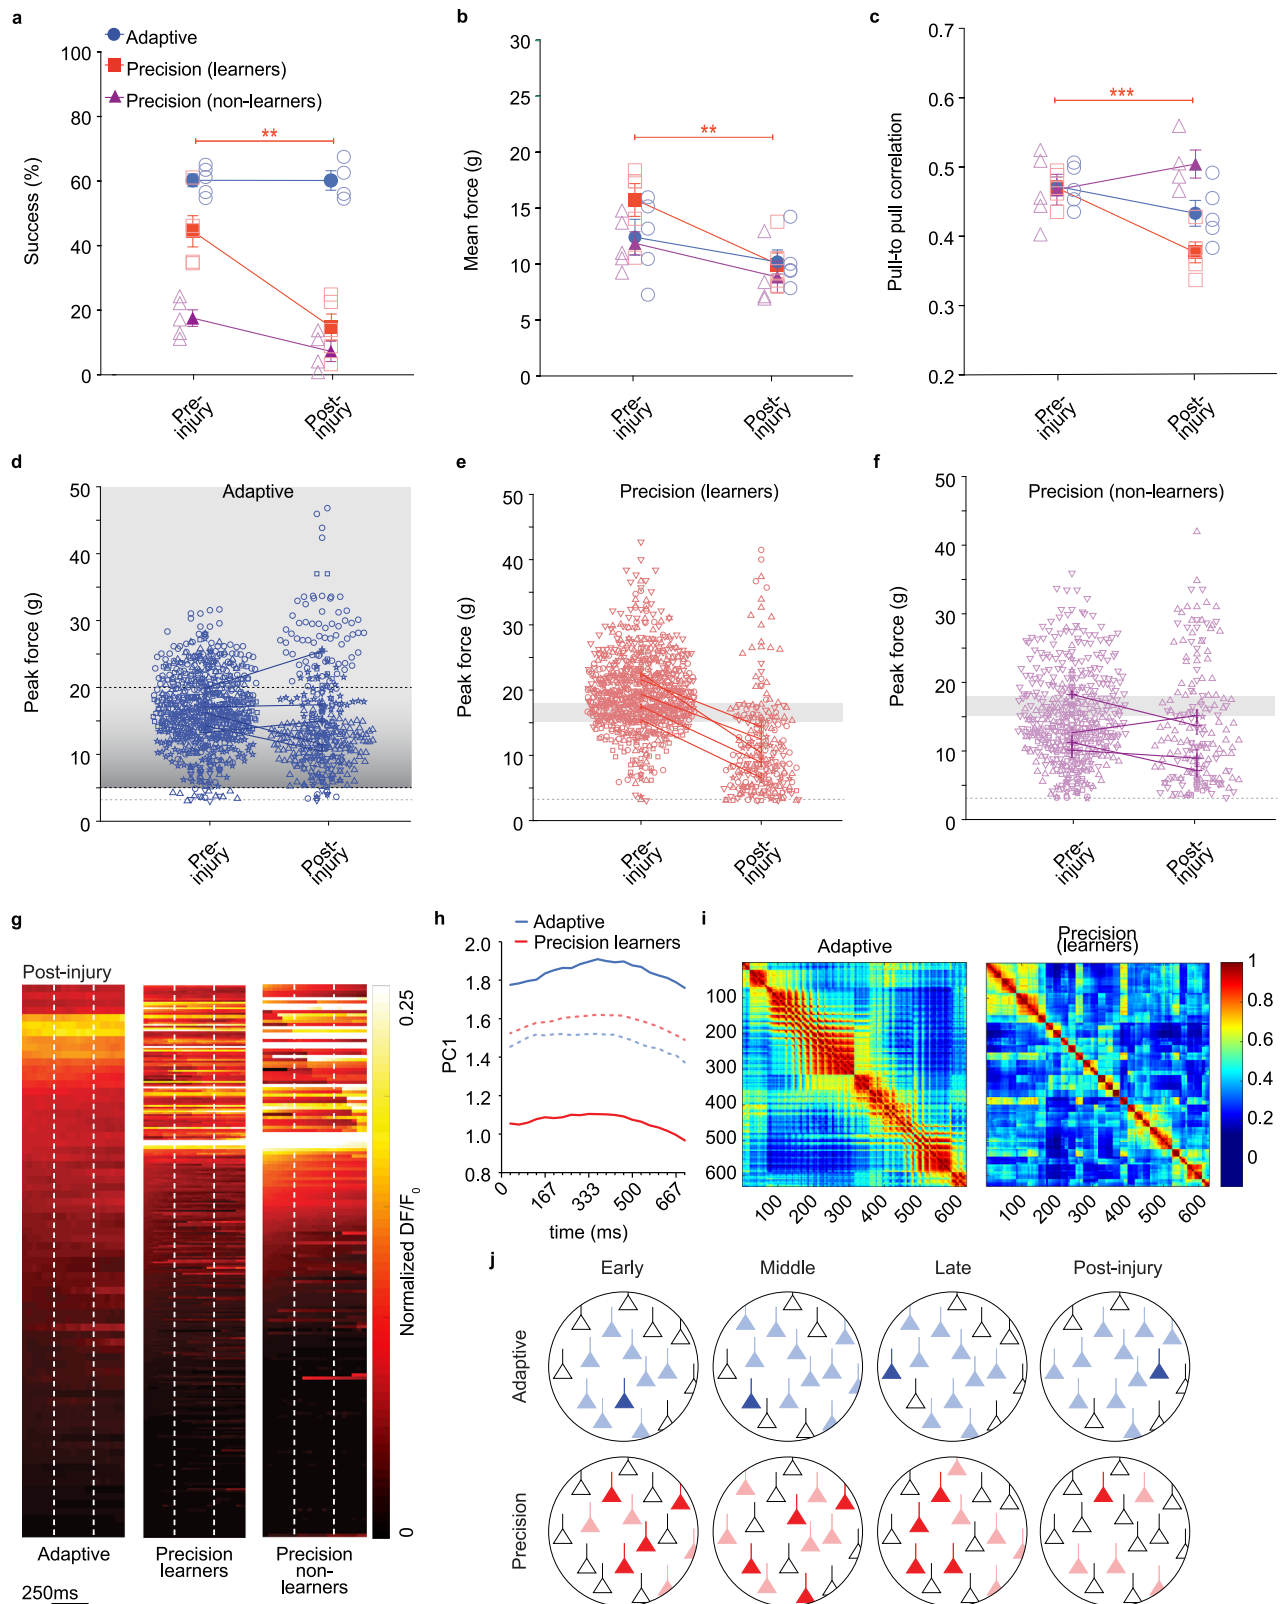 a
Adaptive
Precision (learners)
Precision (non-learners)
100
80
60
40
20
0
Success (%)
**
Pre-
injury
Post-
injury
b
30
25
20
15
10
5
0
Mean force (g)
**
Pre-
injury
Post-
injury
c
0.7
0.6
0.5
0.4
0.3
0.2
Pull-to pull correlation
***
Pre-
injury
Post-
injury
d
Adaptive
50
40
30
20
10
0
Peak force (g)
Pre-
injury
Post-
injury
e
Precision (learners)
50
40
30
20
10
0
Peak force (g)
Pre-
injury
Post-
injury
f
Precision (non-learners)
50
40
30
20
10
0
Peak force (g)
Pre-
injury
Post-
injury
g
Post-injury
0.25
0
Normalized DF/F0
Adaptive
Precision
learners
Precision
non-
learners
250ms
h
Adaptive
Precision learners
2.0
1.8
1.6
1.4
1.2
1.0
0.8
PC1
0
167
333
500
667
time (ms)
i
Adaptive
Precision
(learners)
100
200
300
400
500
600
100
200
300
400
500
600
100
200
300
400
500
600
1
0.8
0.6
0.4
0.2
0
j
Early
Middle
Late
Post-injury
Adaptive
Precision